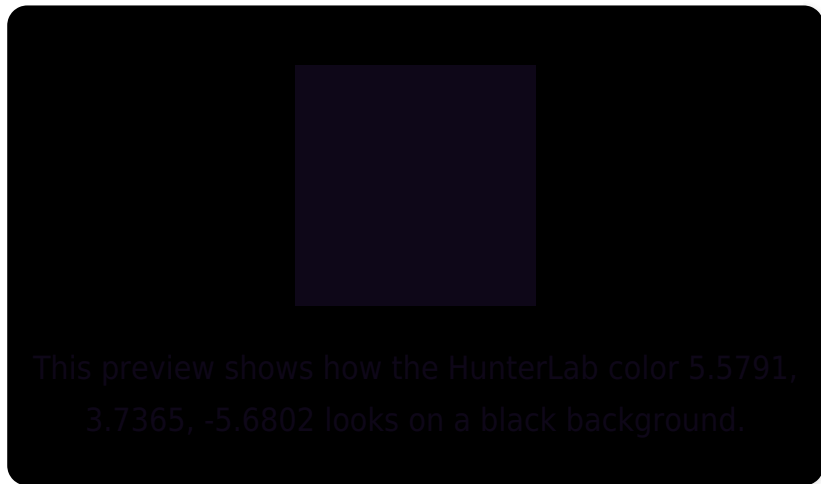 This preview shows how the HunterLab color 5.5791,
3.7365, -5.6802 looks on a black background.